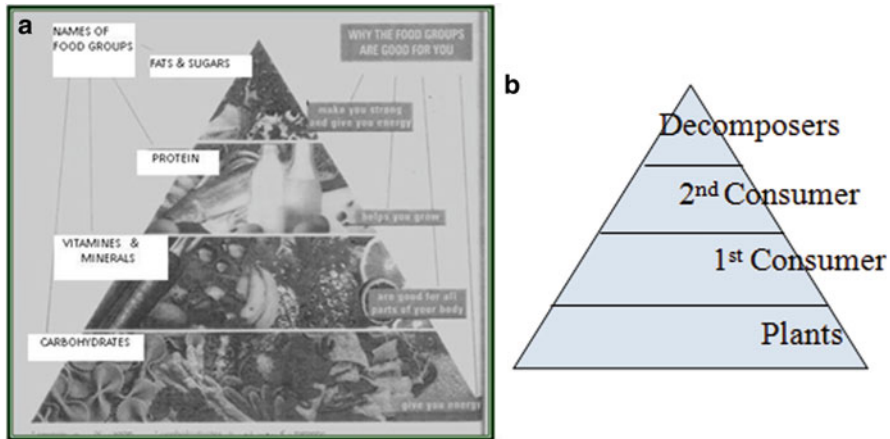 a
NAMES OF
FOOD GROUPS
FATS & SUGARS
WHY THE FOOD GROUPS
ARE GOOD FOR YOU
make you strong
and give you energy
PROTEIN
helps you grow
VITAMINES &
MINERALS
are good for all
parts of your body
CARBOHYDRATES
give you energy
b
Decomposers
2nd Consumer
1st Consumer
Plants